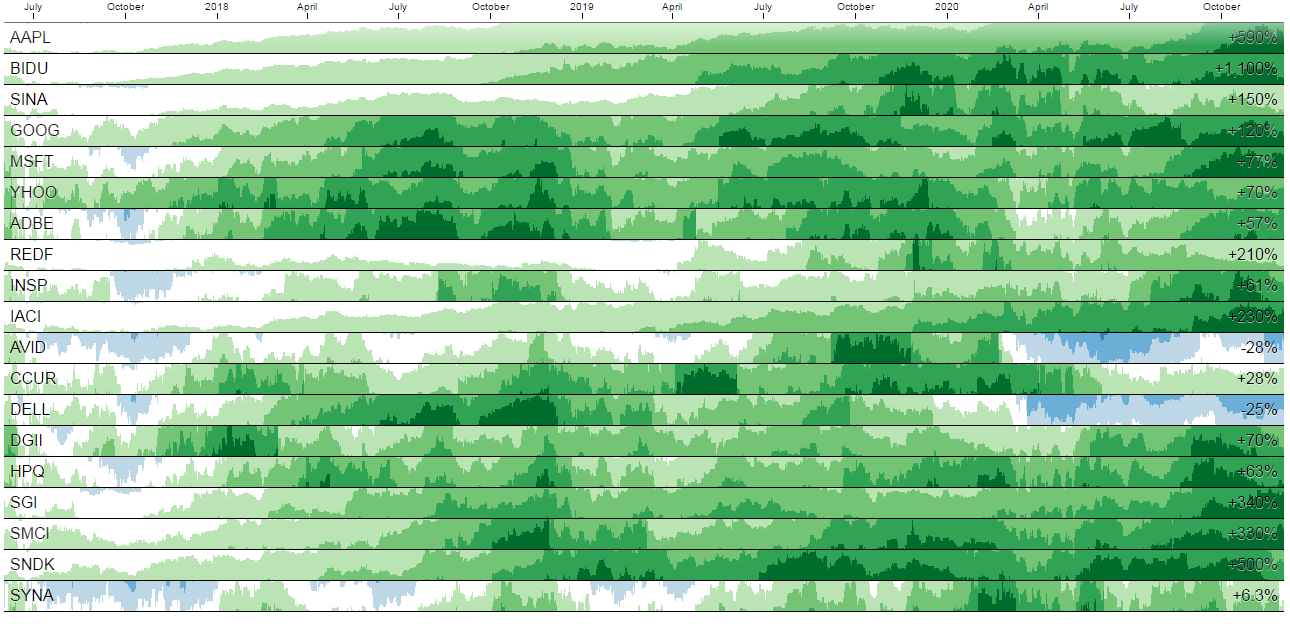 July October 2018 April July October 2019 April July October 2020 April July October
AAPL +590%
BIDU +1,100%
SINA +150%
GOOG +120%
MSFT +77%
YHOO +70%
ADBE +57%
REDF +210%
INSP +61%
IACI +230%
AVID -28%
CCUR +28%
DELL -25%
DGII +70%
HPQ +63%
SGI +340%
SMCI +330%
SNDK +500%
SYNA +6.3%